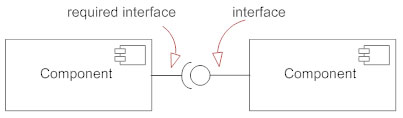 required interface
interface
Component
Component